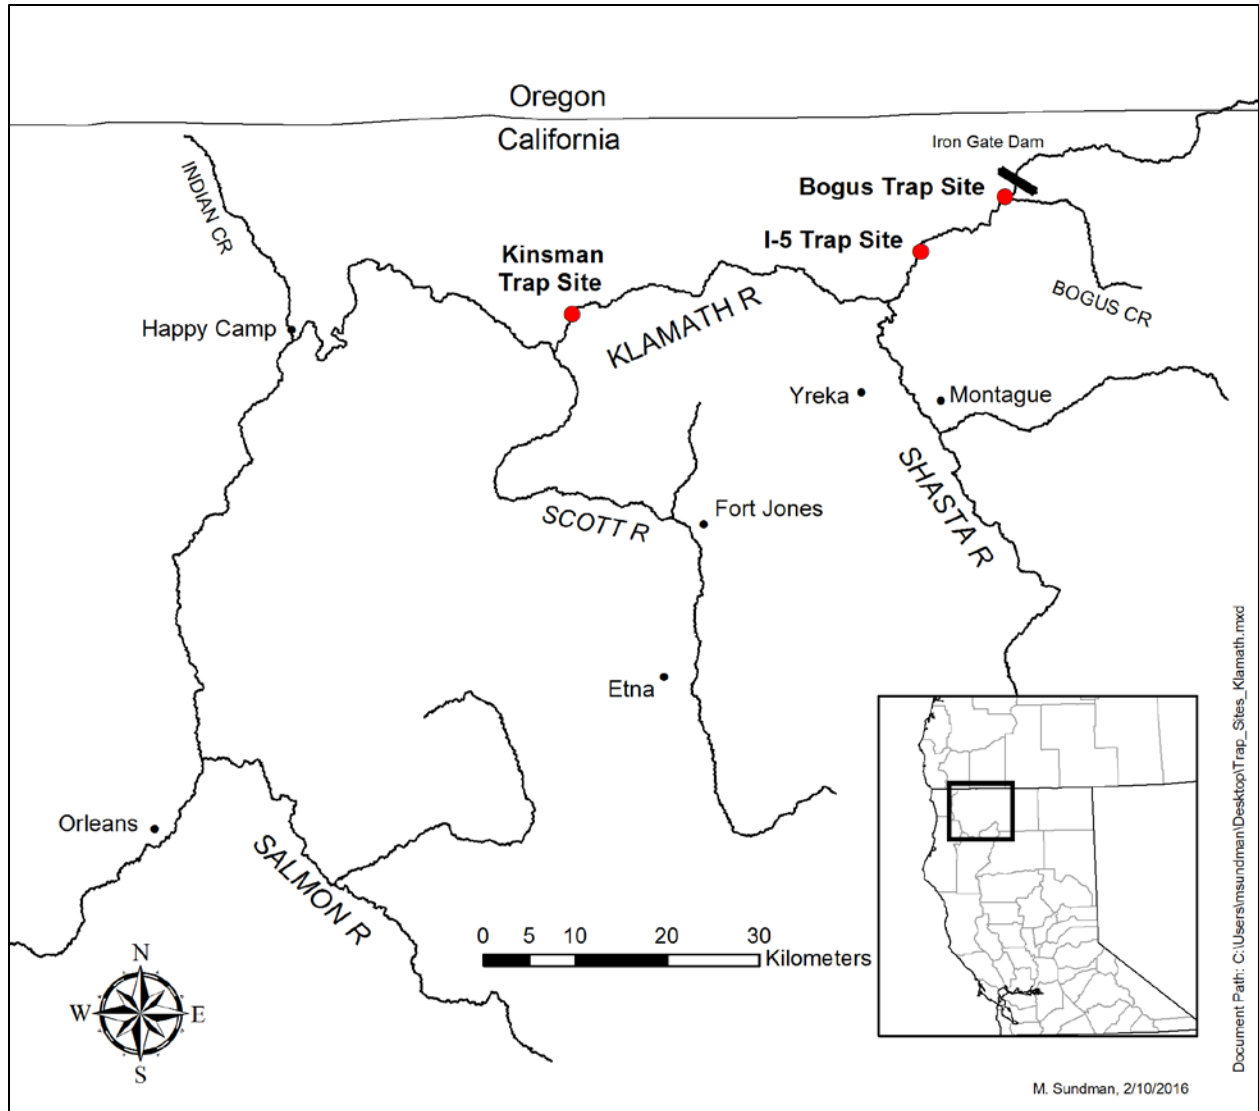 Oregon
California
Iron Gate Dam
Bogus Trap Site
I-5 Trap Site
Kinsman
Trap Site
INDIAN CR
BOGUS CR
KLAMATH R
Happy Camp
Yreka
Montague
SHASTA R
SCOTT R
Fort Jones
Etna
Orleans
SALMON R
0 5 10 20 30
Kilometers
N
W E
S
M. Sundman, 2/10/2016
Document Path: C:\Users\msundman\Desktop\Trap_Sites_Klamath.mxd